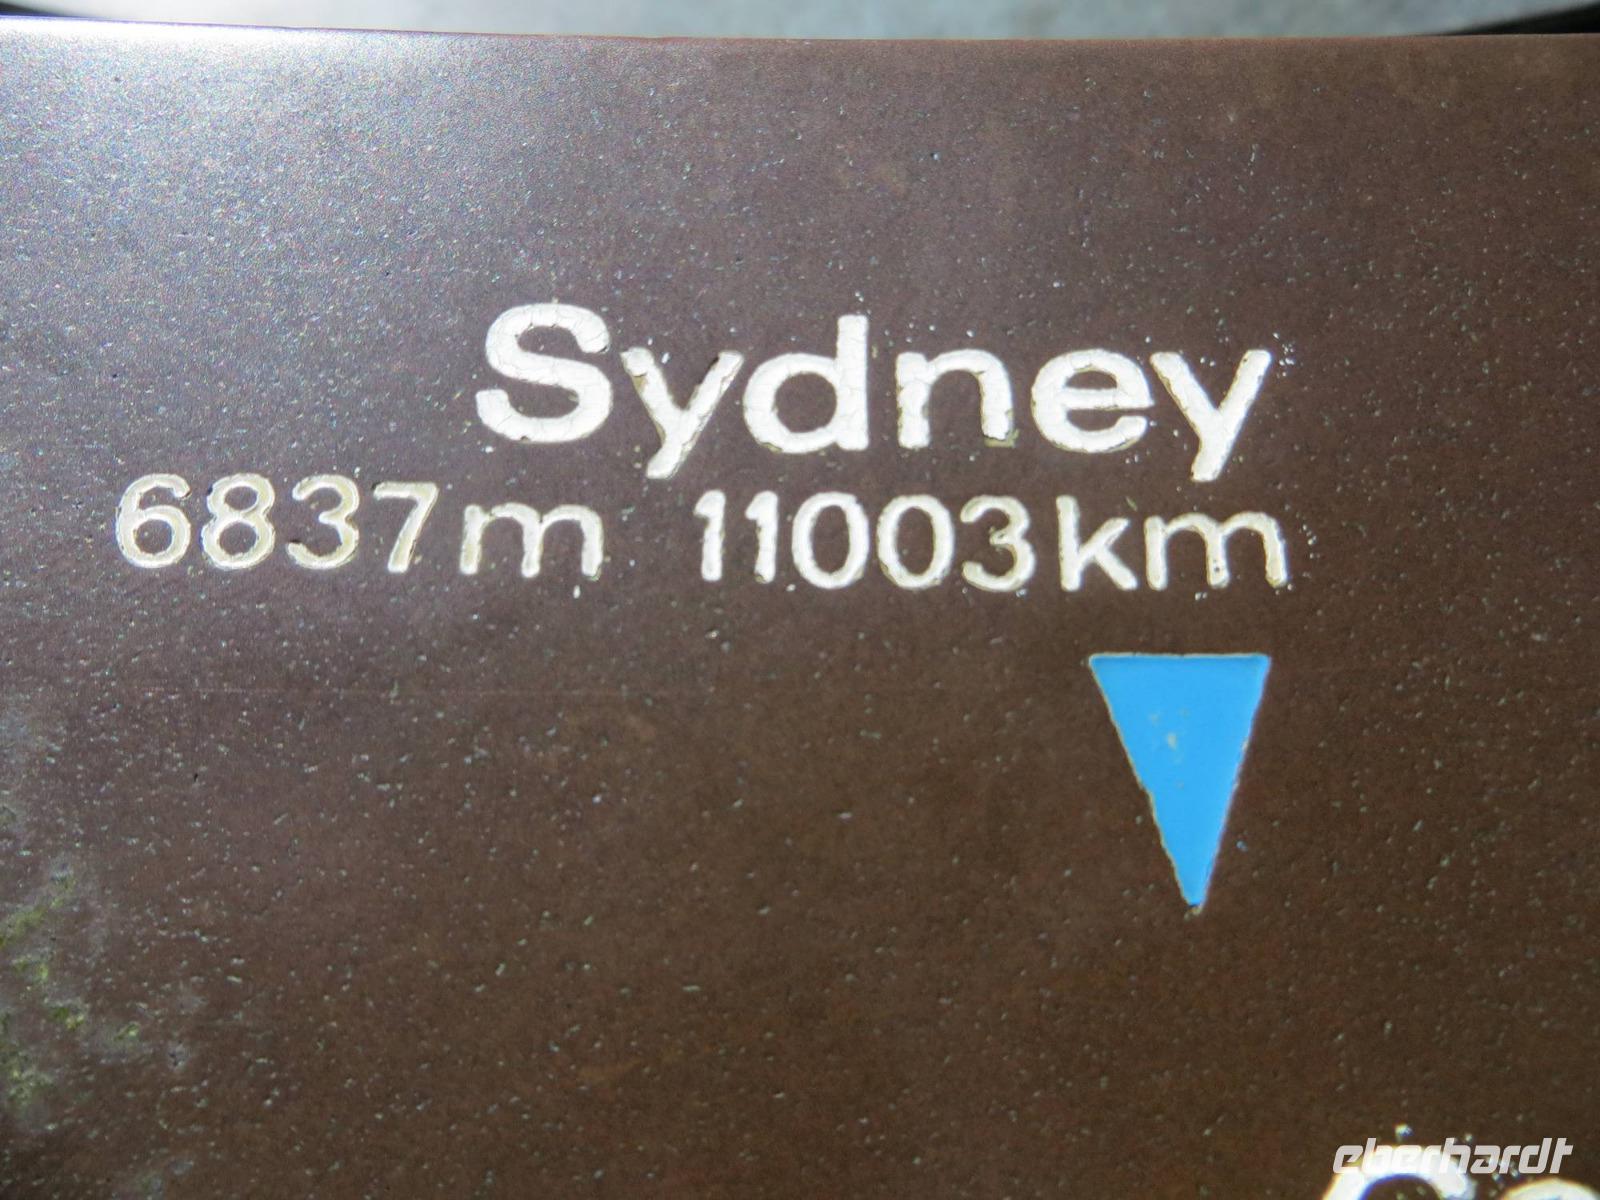 Sydney
6837m 11003km
eberhardt